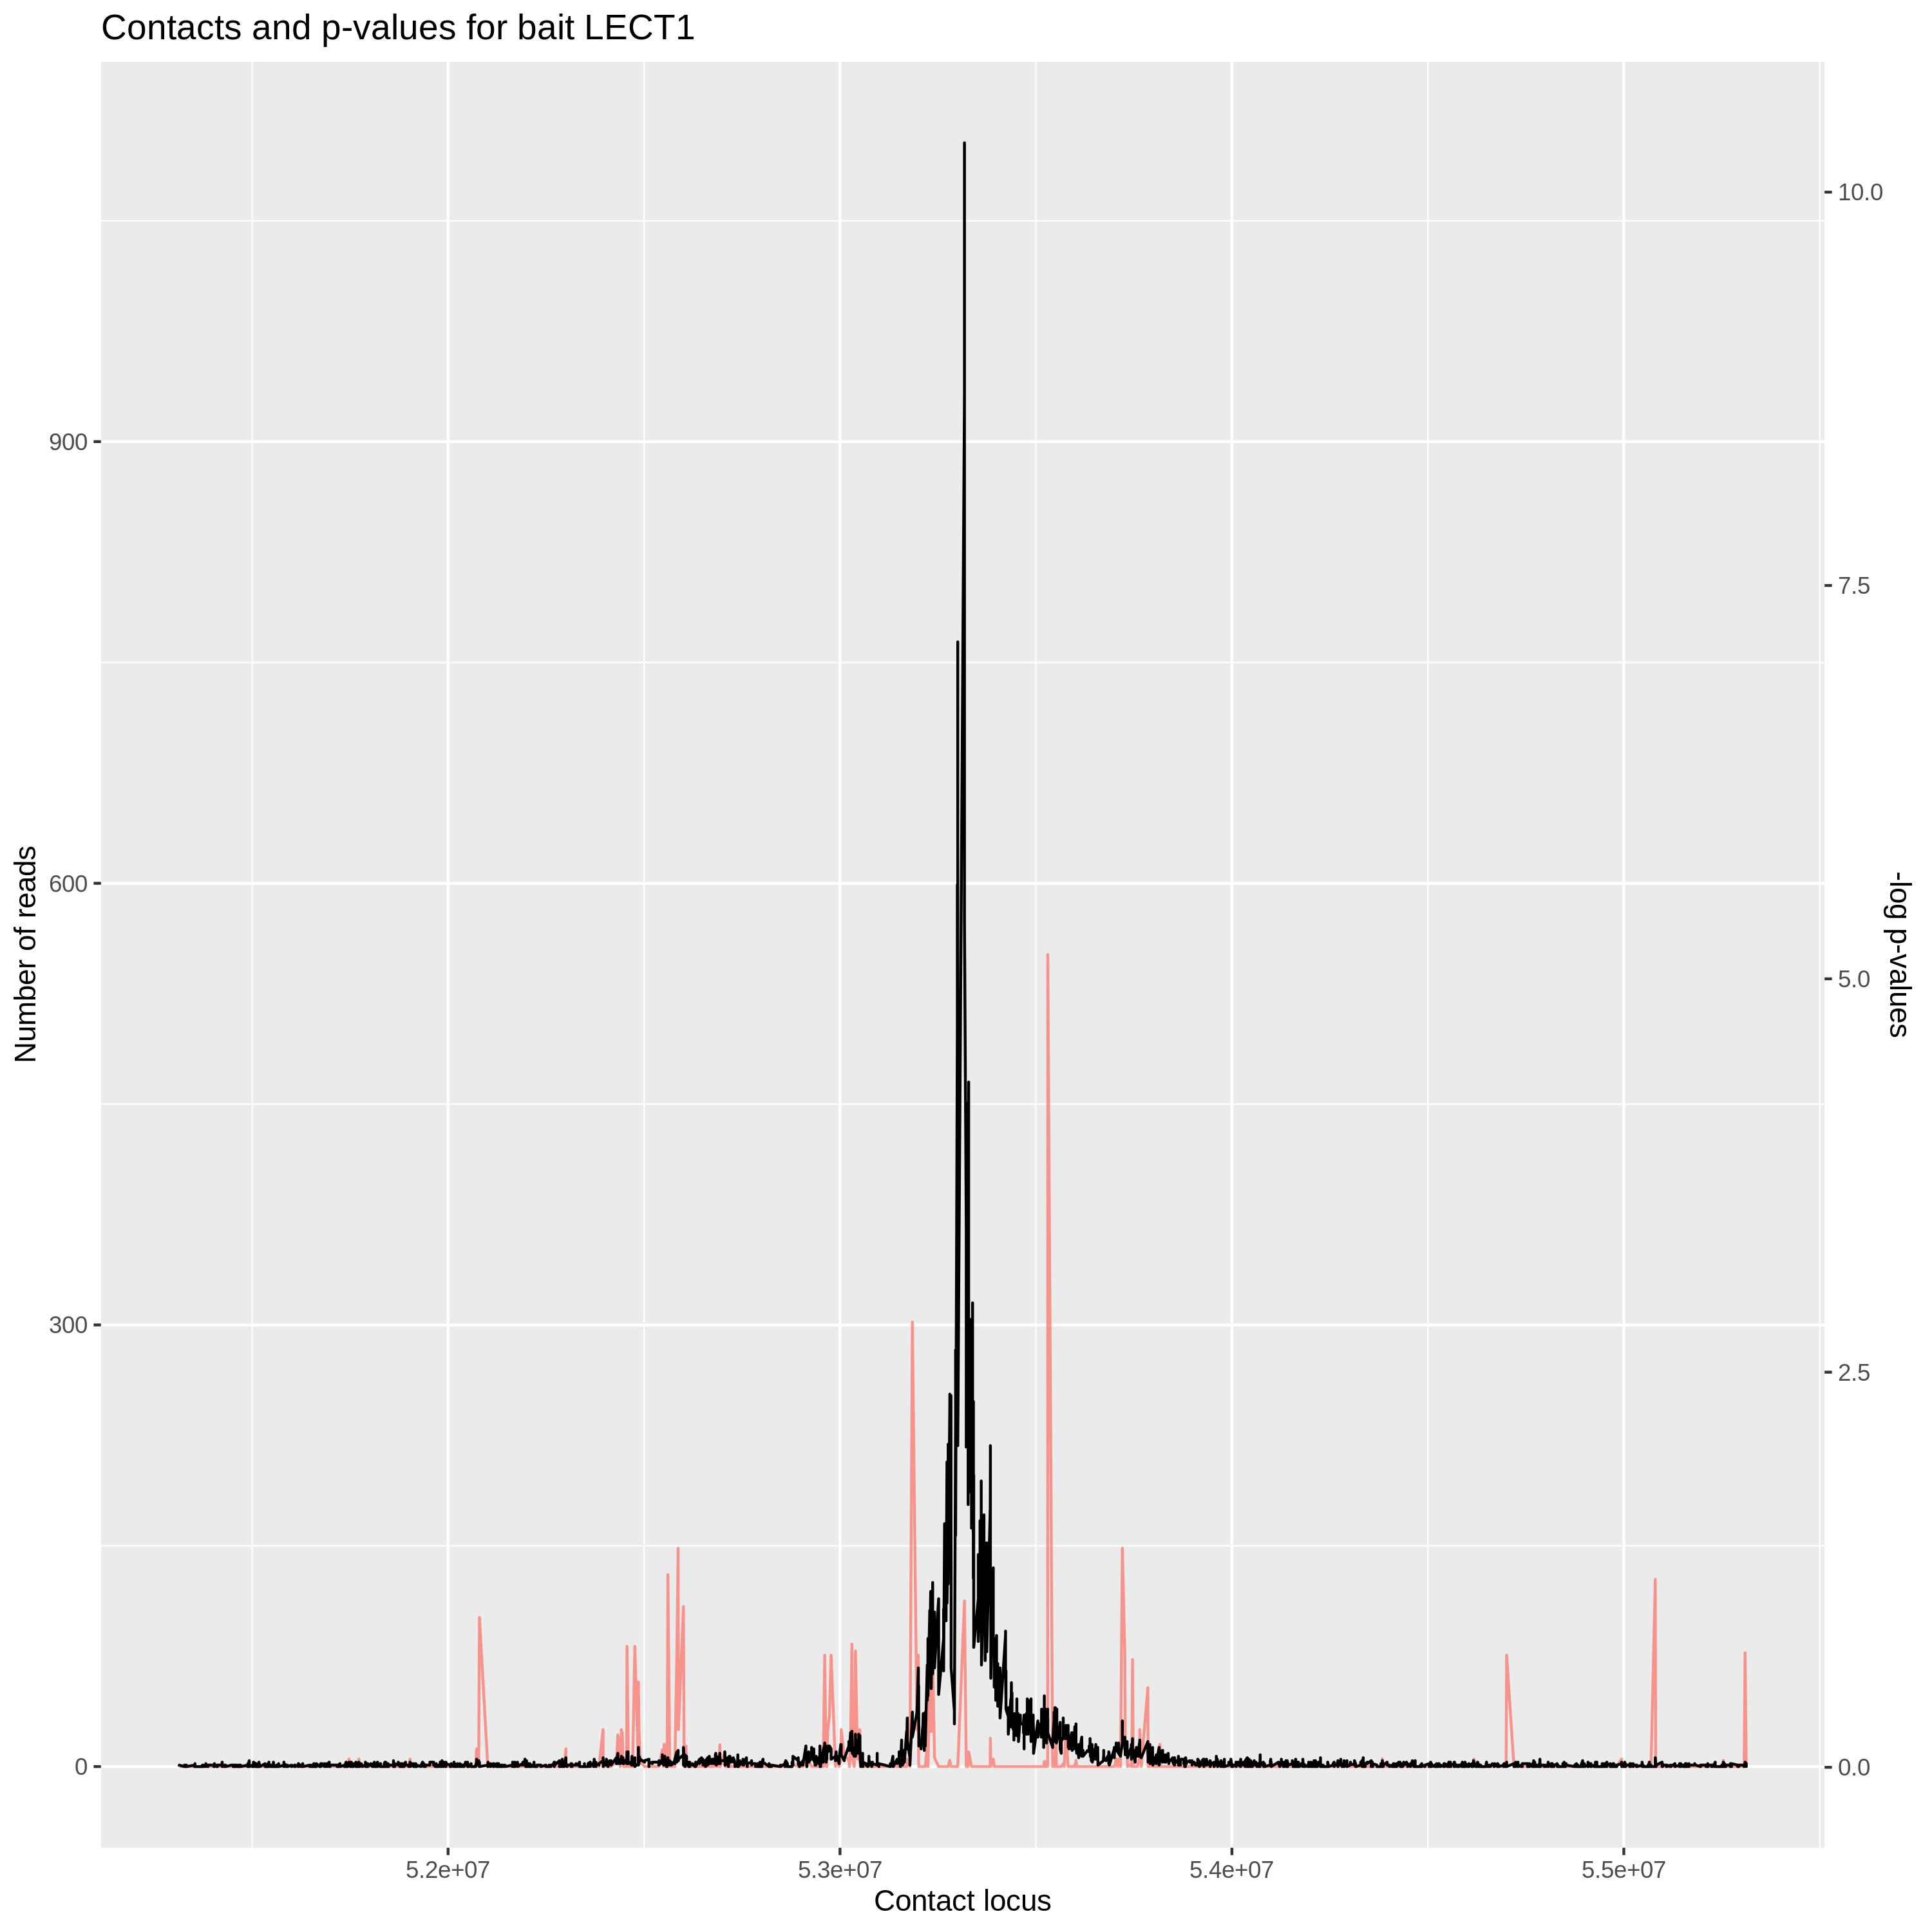 Contacts and p-values for bait LECT1
Number of reads
900
600
300
0
10.0
7.5
5.0
2.5
0.0
-log p-values
5.2e+07
5.3e+07
5.4e+07
5.5e+07
Contact locus